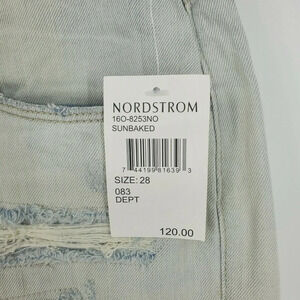 NORDSTROM
16O-8253NO
SUNBAKED
7 44199 81639 3
SIZE: 28
083
DEPT
120.00